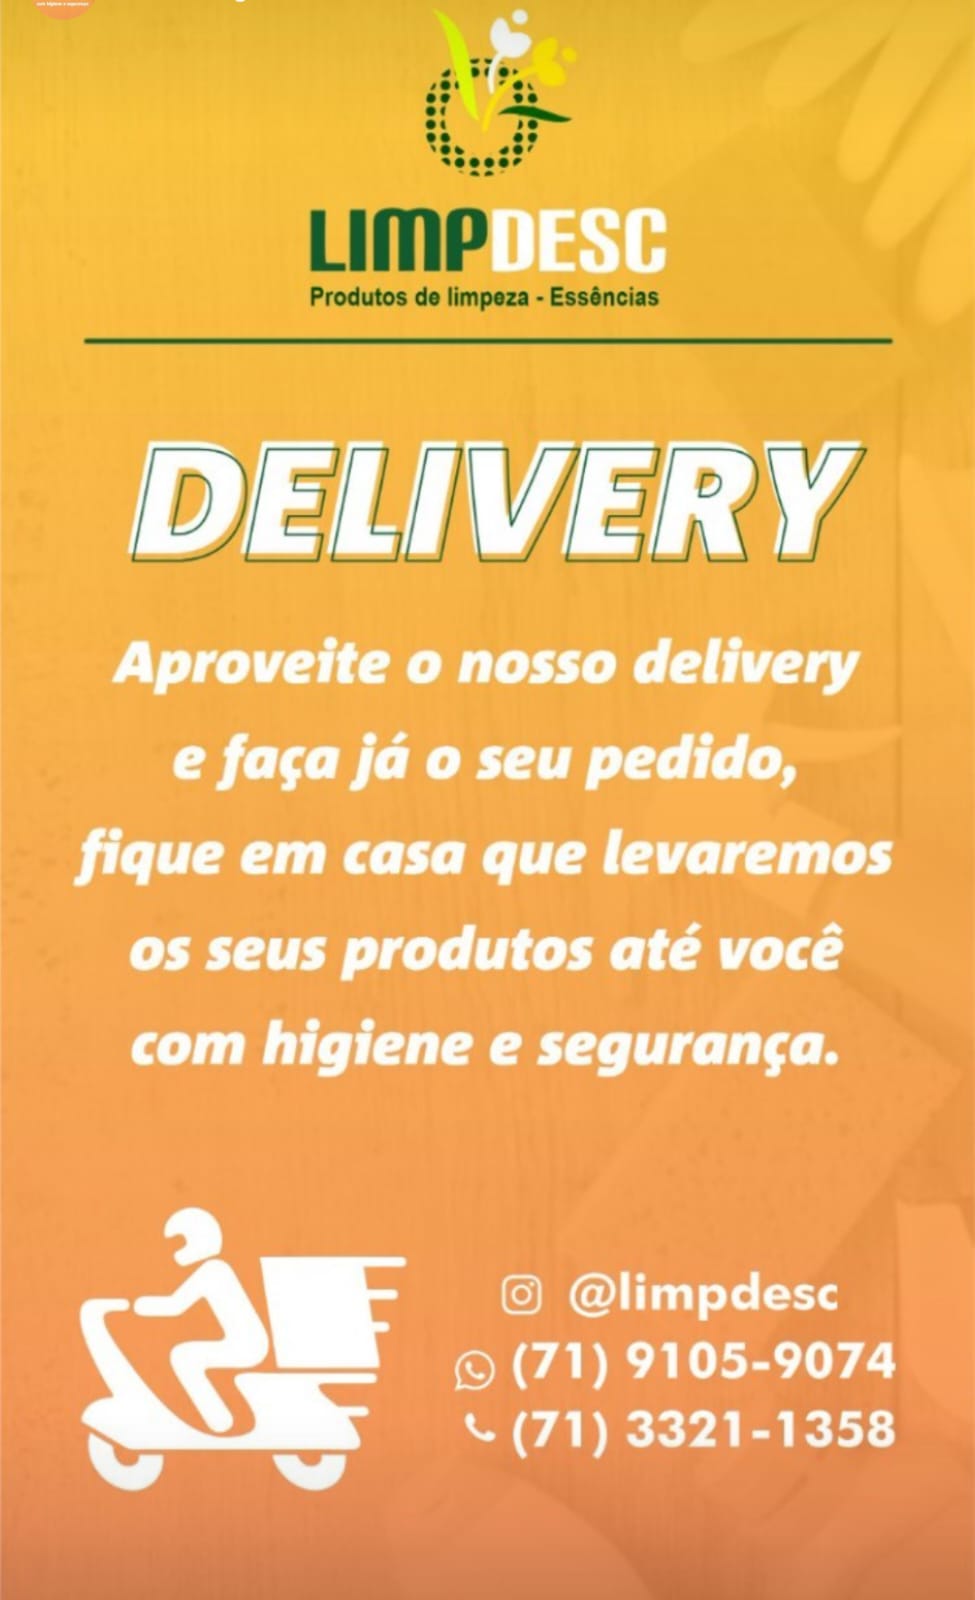 LIMPDESC
Produtos de limpeza - Essências
DELIVERY
Aproveite o nosso delivery
e faça já o seu pedido,
fique em casa que levaremos
os seus produtos até você
com higiene e segurança.
@limpdesc
(71) 9105-9074
(71) 3321-1358